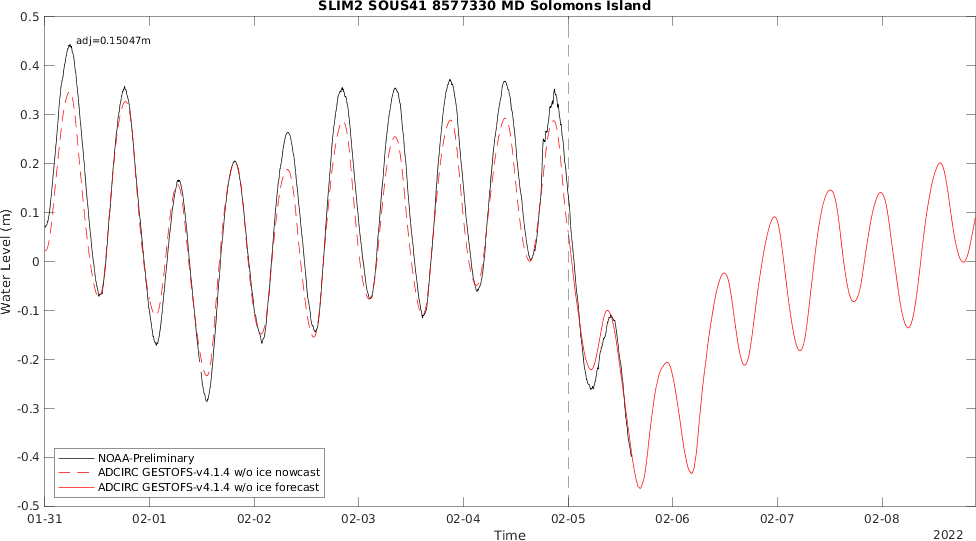 SLIM2 SOUS41 8577330 MD Solomons Island
adj=0.15047m
0.5
0.4
0.3
0.2
0.1
0
-0.1
-0.2
-0.3
-0.4
-0.5
Water Level (m)
NOAA-Preliminary
ADCIRC GESTOFS-v4.1.4 w/o ice nowcast
ADCIRC GESTOFS-v4.1.4 w/o ice forecast
01-31 02-01 02-02 02-03 02-04 02-05 02-06 02-07 02-08
Time
2022